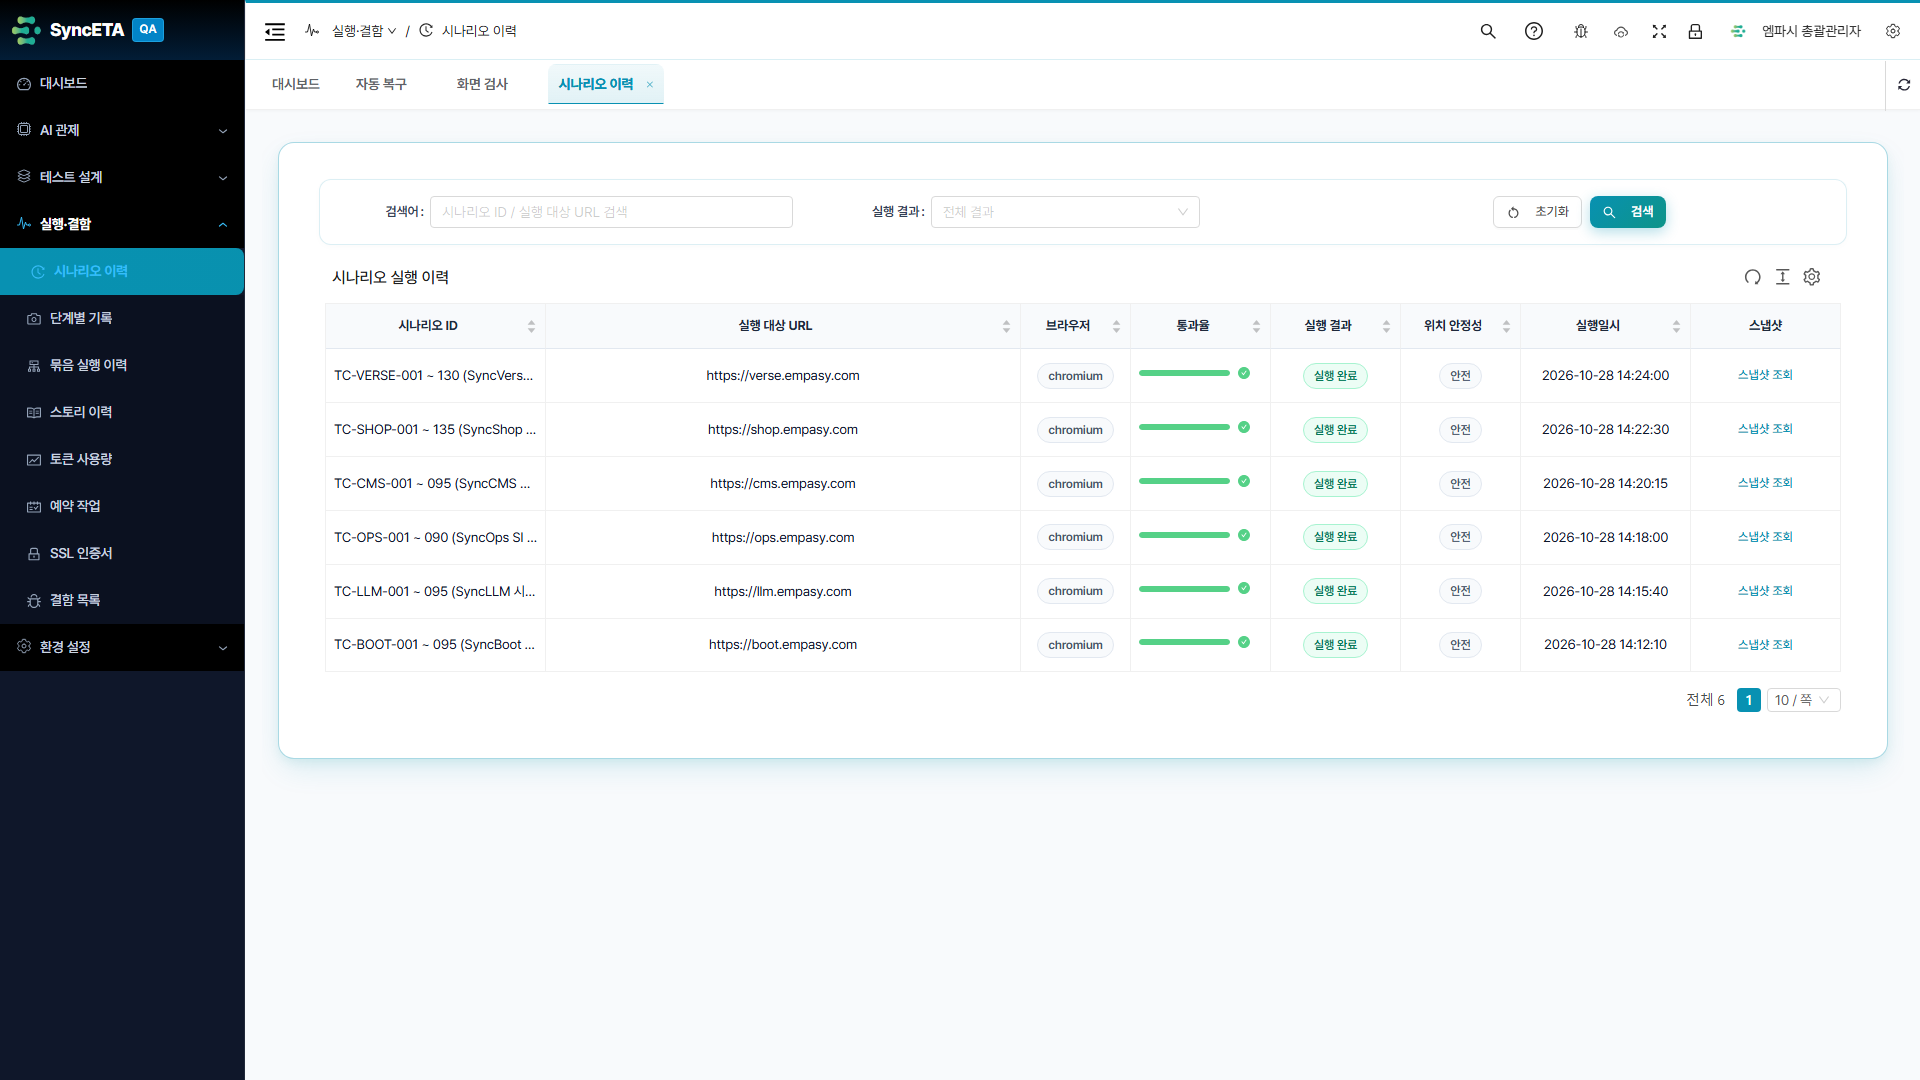 SyncETA QA
대시보드
AI 관제
테스트 설계
실행·결함
시나리오 이력
단계별 기록
묶음 실행 이력
스토리 이력
토큰 사용량
예약 작업
SSL 인증서
결함 목록
환경 설정
실행·결함 / 시나리오 이력
엠파시 총괄관리자
대시보드 자동 복구 화면 검사 시나리오 이력 ×
검색어 : 시나리오 ID / 실행 대상 URL 검색 실행 결과 : 전체 결과 초기화 검색
시나리오 실행 이력
시나리오 ID 실행 대상 URL 브라우저 통과율 실행 결과 위치 안정성 실행일시 스냅샷
TC-VERSE-001 ~ 130 (SyncVers... https://verse.empasy.com chromium 실행 완료 안전 2026-10-28 14:24:00 스냅샷 조회
TC-SHOP-001 ~ 135 (SyncShop ... https://shop.empasy.com chromium 실행 완료 안전 2026-10-28 14:22:30 스냅샷 조회
TC-CMS-001 ~ 095 (SyncCMS ... https://cms.empasy.com chromium 실행 완료 안전 2026-10-28 14:20:15 스냅샷 조회
TC-OPS-001 ~ 090 (SyncOps SI ... https://ops.empasy.com chromium 실행 완료 안전 2026-10-28 14:18:00 스냅샷 조회
TC-LLM-001 ~ 095 (SyncLLM 시... https://llm.empasy.com chromium 실행 완료 안전 2026-10-28 14:15:40 스냅샷 조회
TC-BOOT-001 ~ 095 (SyncBoot ... https://boot.empasy.com chromium 실행 완료 안전 2026-10-28 14:12:10 스냅샷 조회
전체 6 1 10 / 쪽